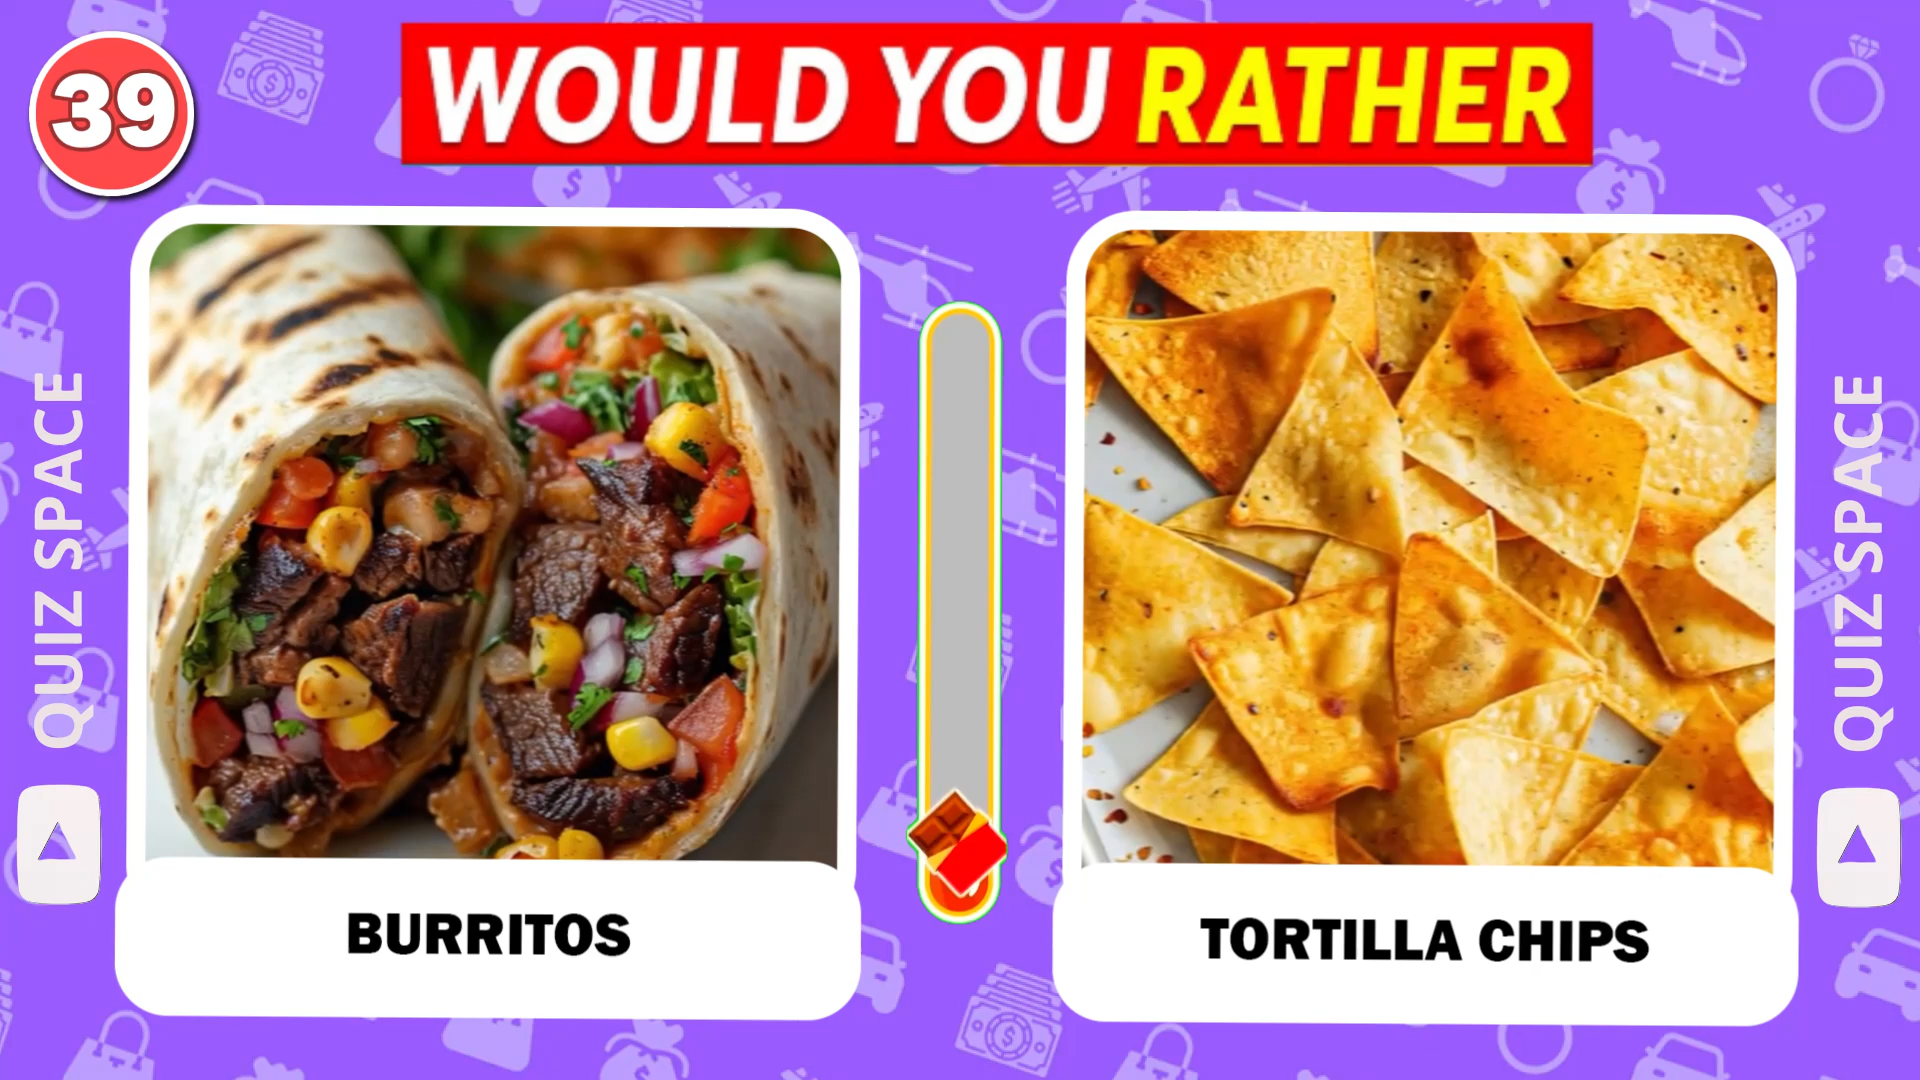 39
WOULD YOU RATHER
QUIZ SPACE
QUIZ SPACE
BURRITOS
TORTILLA CHIPS